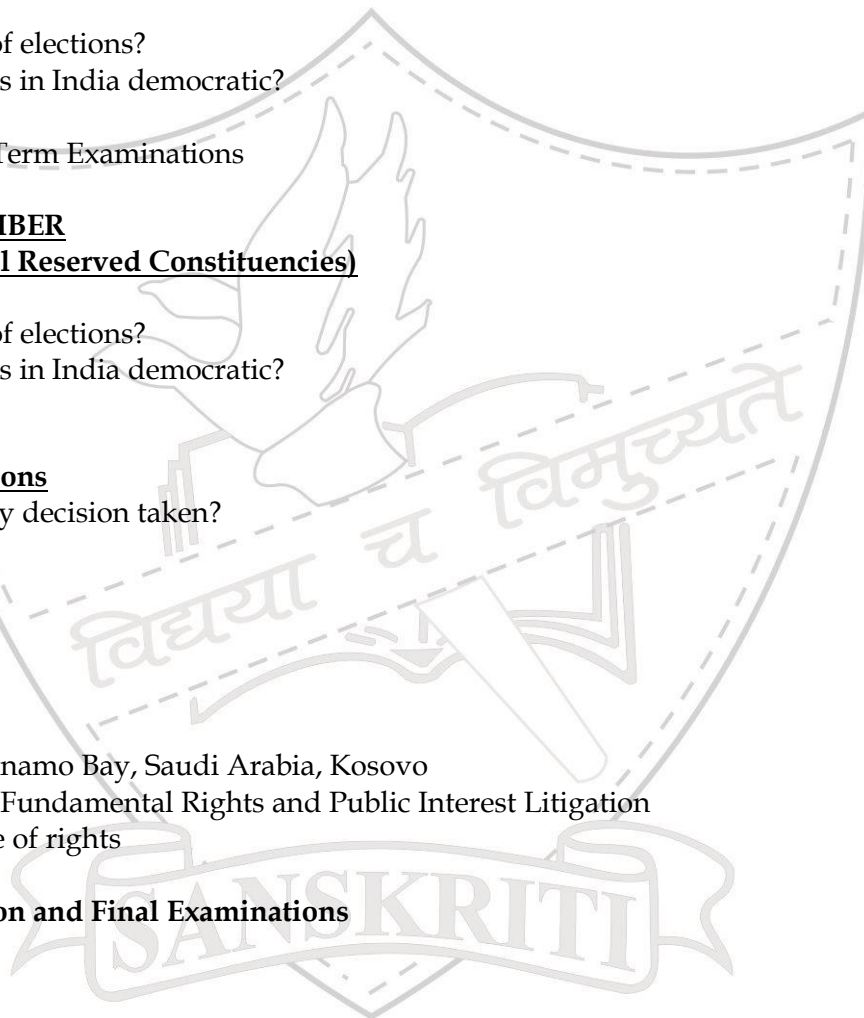 of elections?
s in India democratic?
Term Examinations
MBER
l Reserved Constituencies)
of elections?
s in India democratic?
ons
y decision taken?
विद्यया च विमुच्यते
namo Bay, Saudi Arabia, Kosovo
Fundamental Rights and Public Interest Litigation
e of rights
on and Final Examinations
SANSKRITI